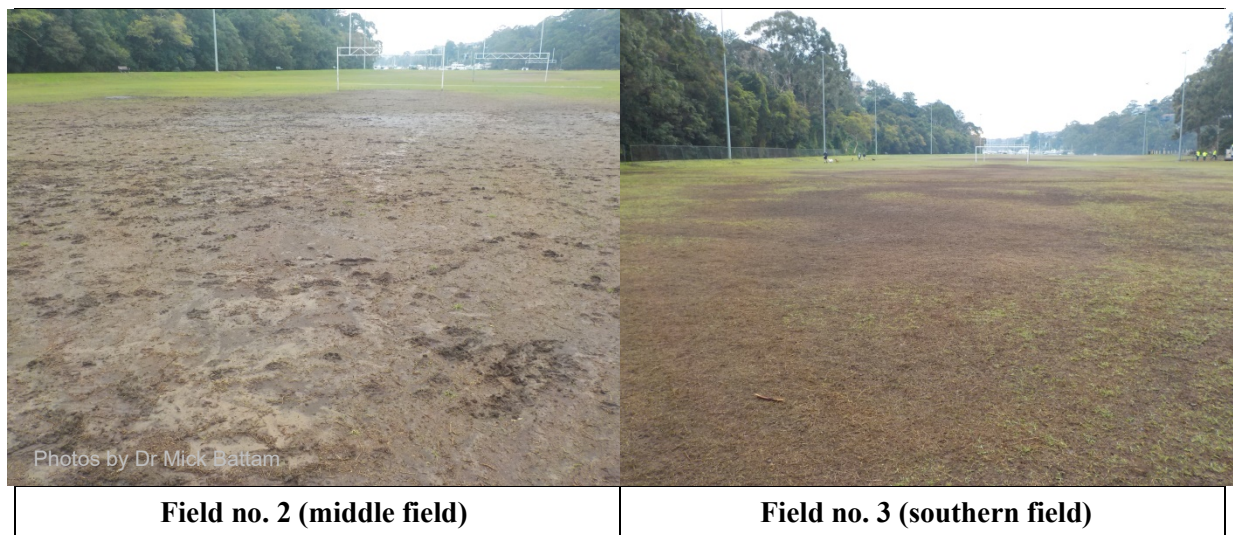 Photos by Dr Mick Battam
Field no. 2 (middle field)
Field no. 3 (southern field)